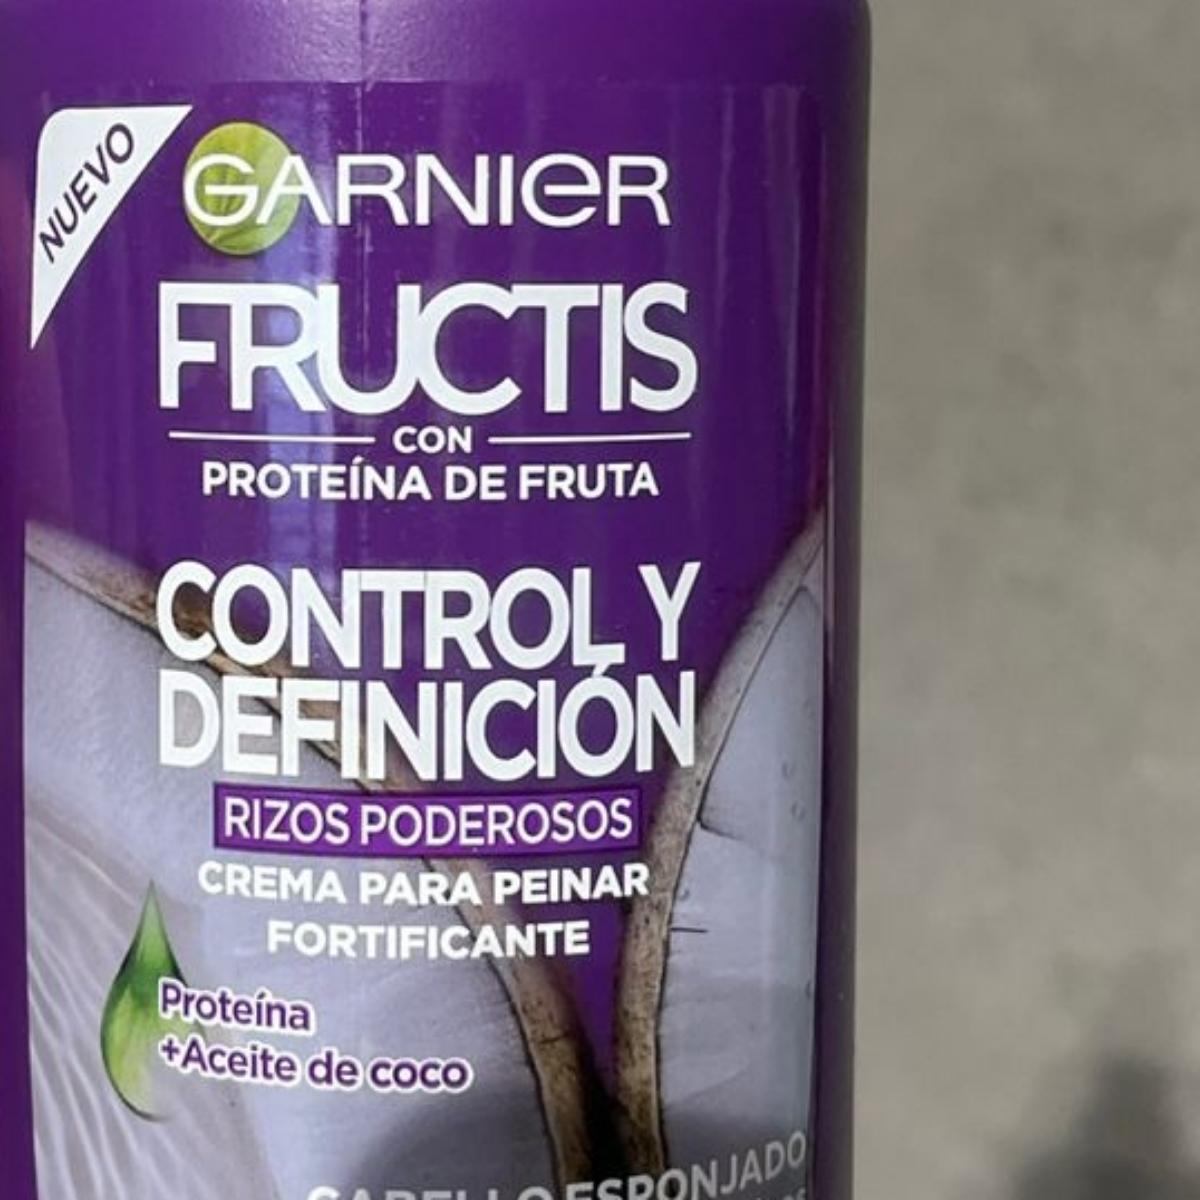 NUEVO
GARNIER
FRUCTIS
CON
PROTEÍNA DE FRUTA
CONTROL Y
DEFINICIÓN
RIZOS PODEROSOS
CREMA PARA PEINAR
FORTIFICANTE
Proteína
+Aceite de coco
CABELLO ESPONJADO